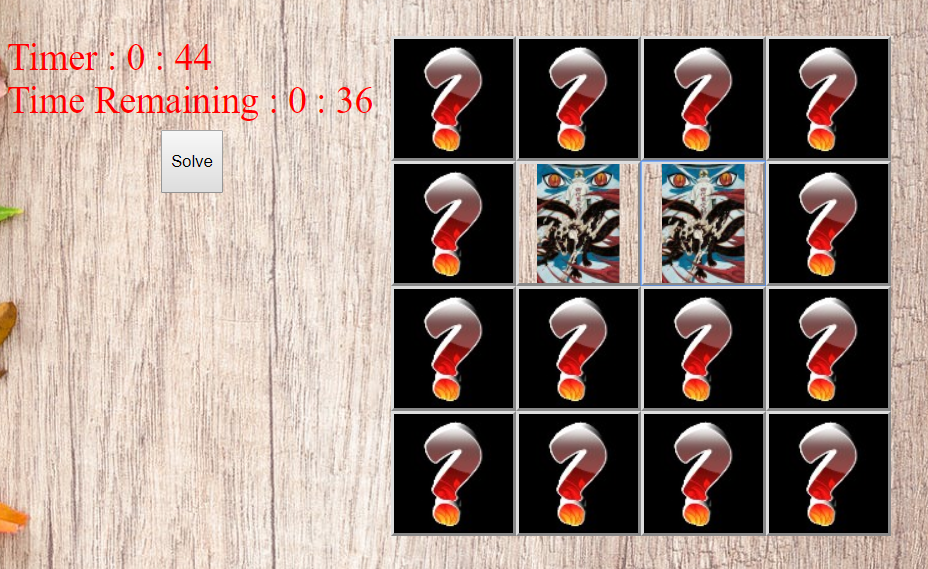 Timer : 0 : 44
Time Remaining : 0 : 36
Solve